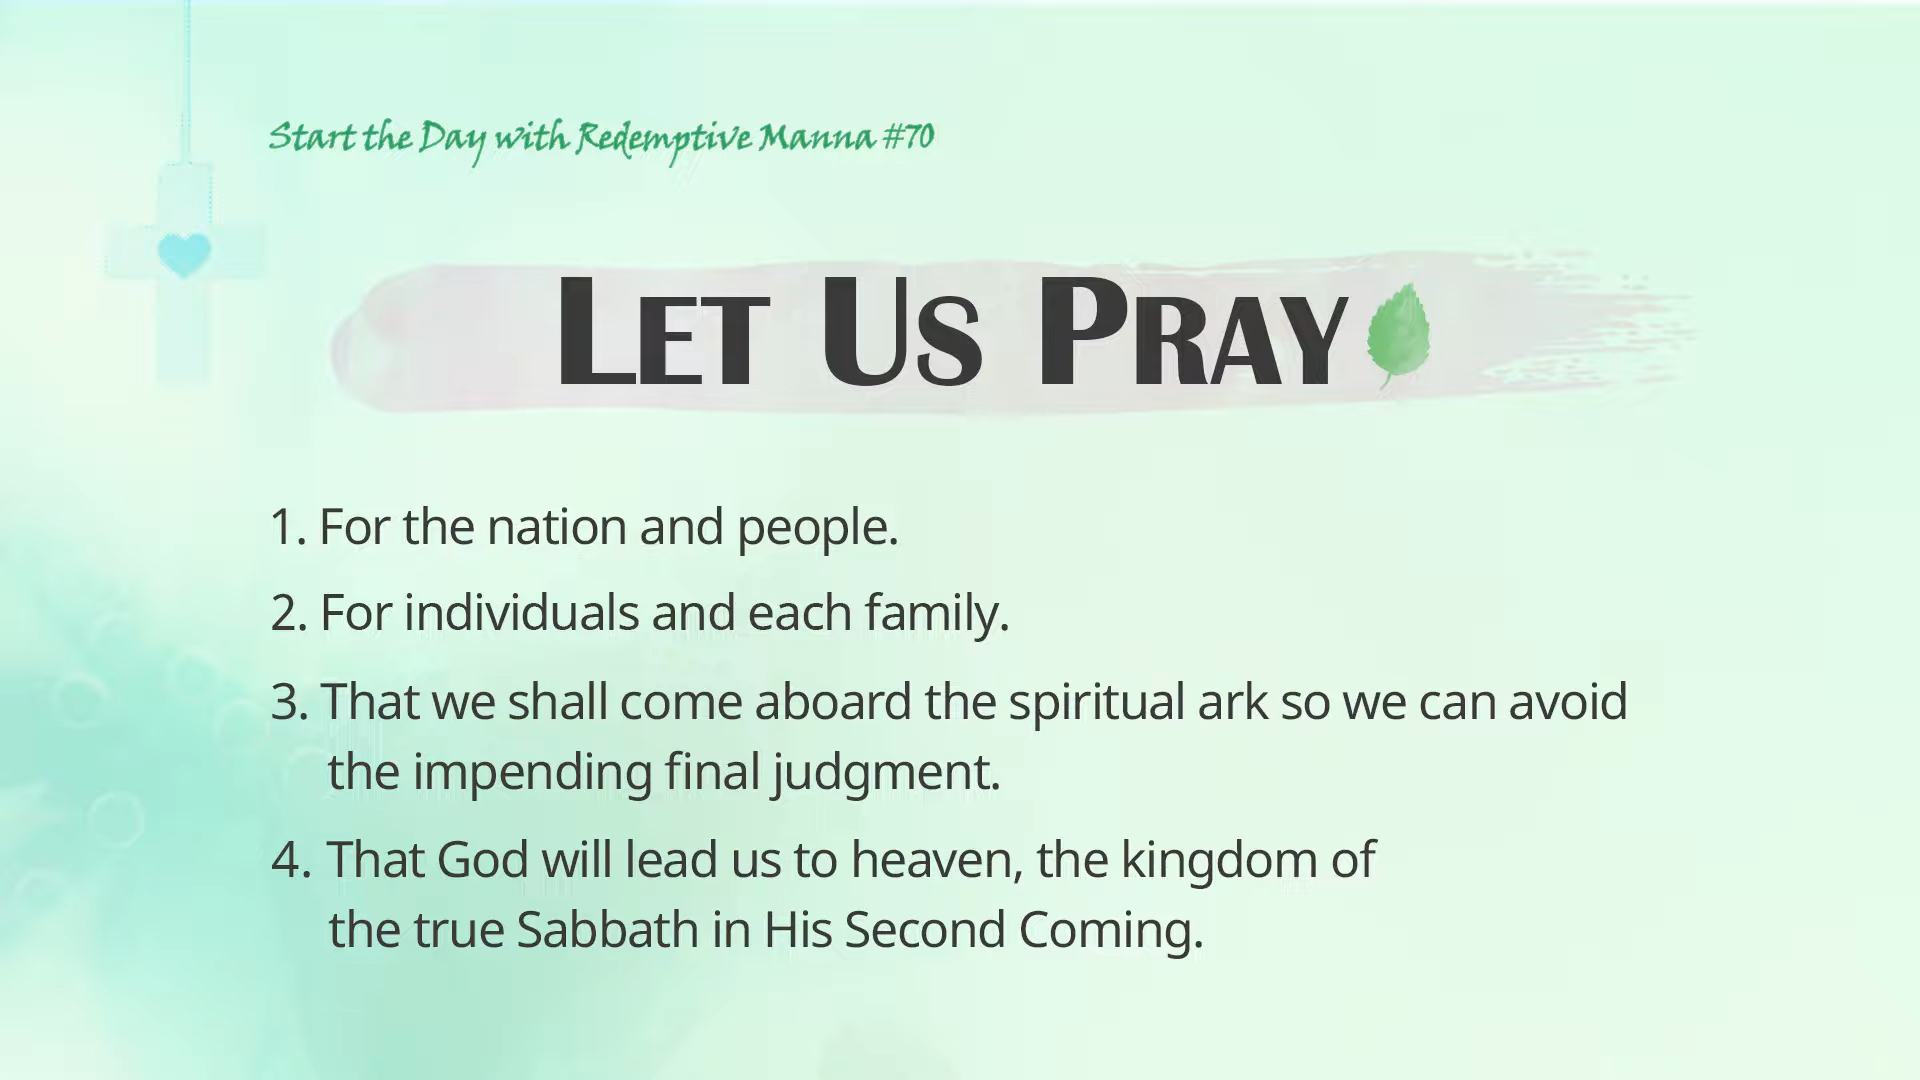 Start the Day with Redemptive Manna #70
LET US PRAY
1. For the nation and people.
2. For individuals and each family.
3. That we shall come aboard the spiritual ark so we can avoid
the impending final judgment.
4. That God will lead us to heaven, the kingdom of
the true Sabbath in His Second Coming.